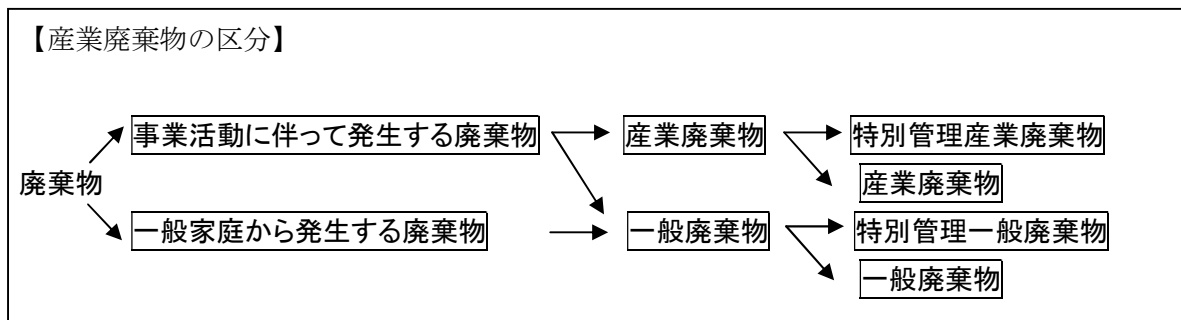 【産業廃棄物の区分】
事業活動に伴って発生する廃棄物 産業廃棄物 特別管理産業廃棄物
廃棄物 産業廃棄物
一般家庭から発生する廃棄物 一般廃棄物 特別管理一般廃棄物
一般廃棄物